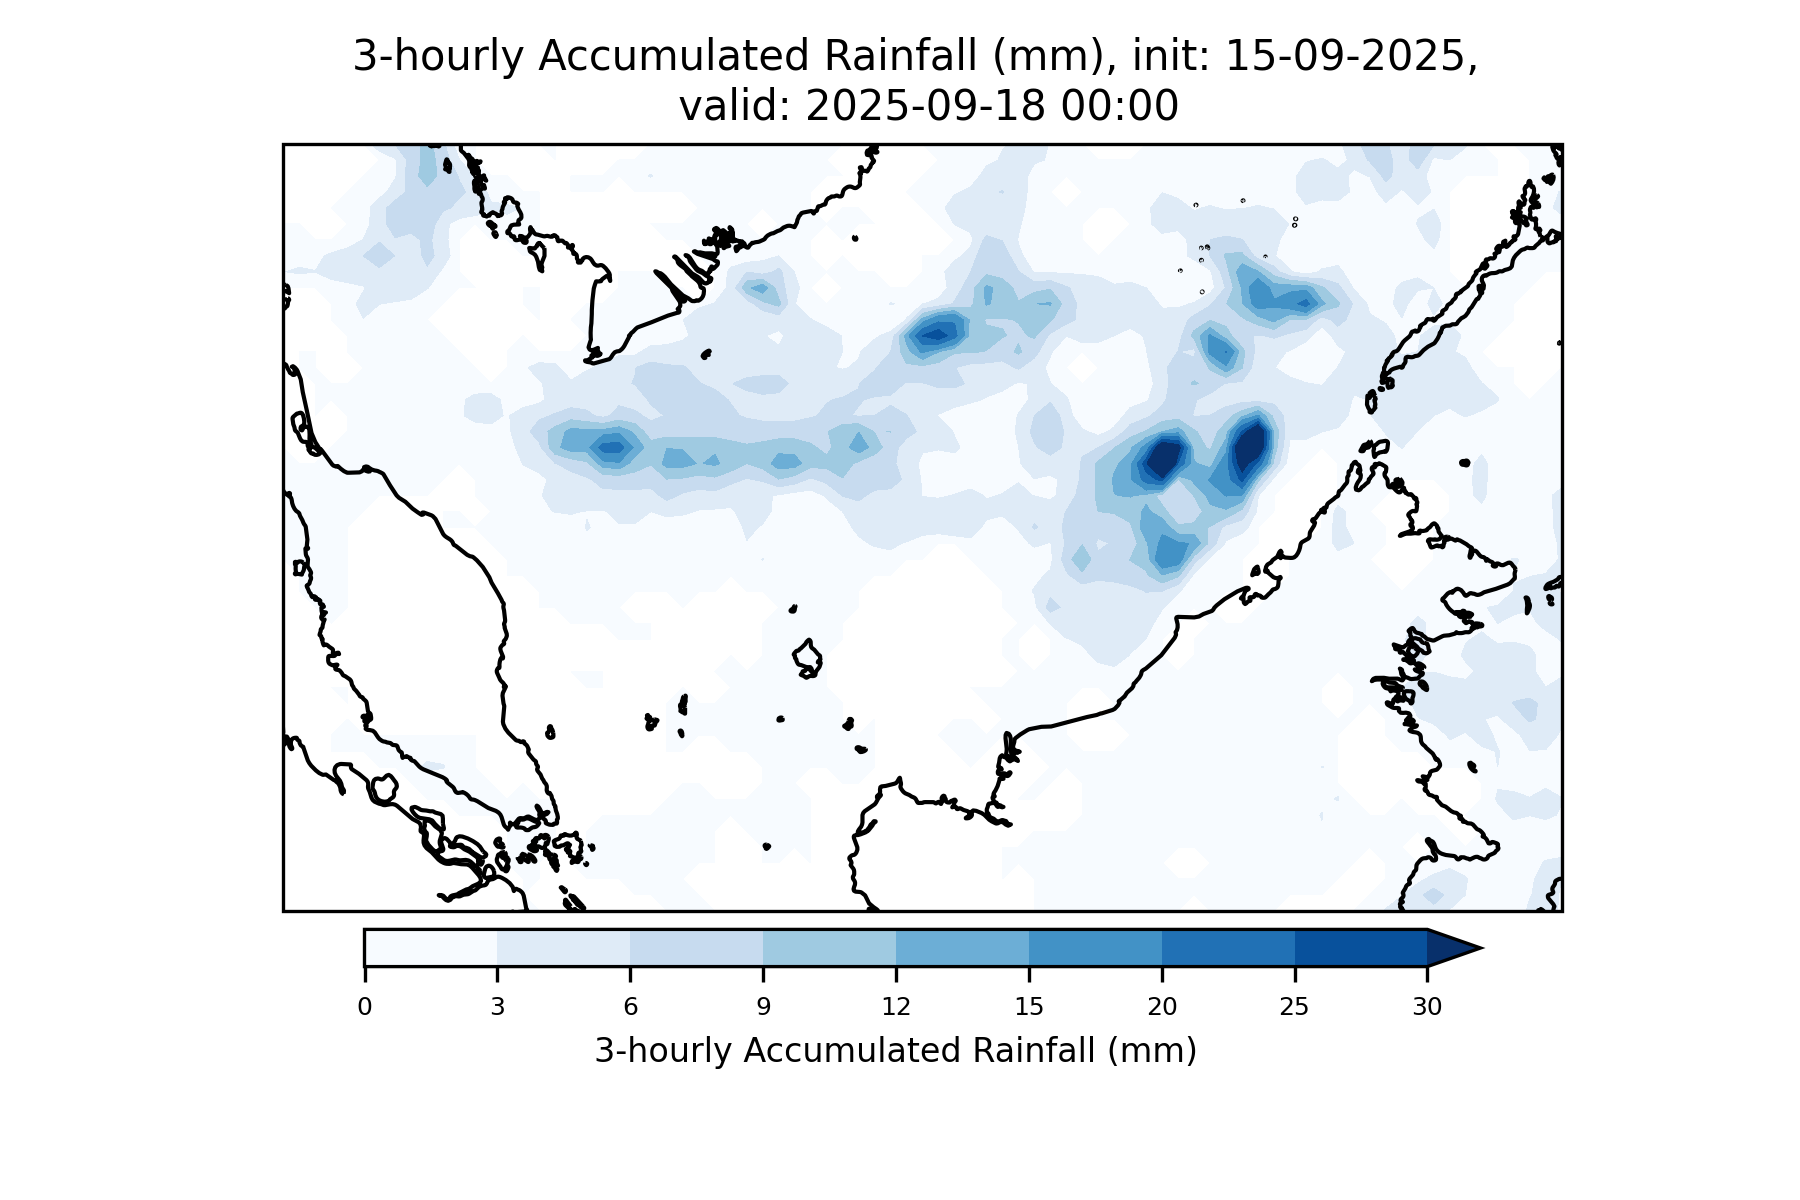 3-hourly Accumulated Rainfall (mm), init: 15-09-2025,
valid: 2025-09-18 00:00
0 3 6 9 12 15 20 25 30
3-hourly Accumulated Rainfall (mm)